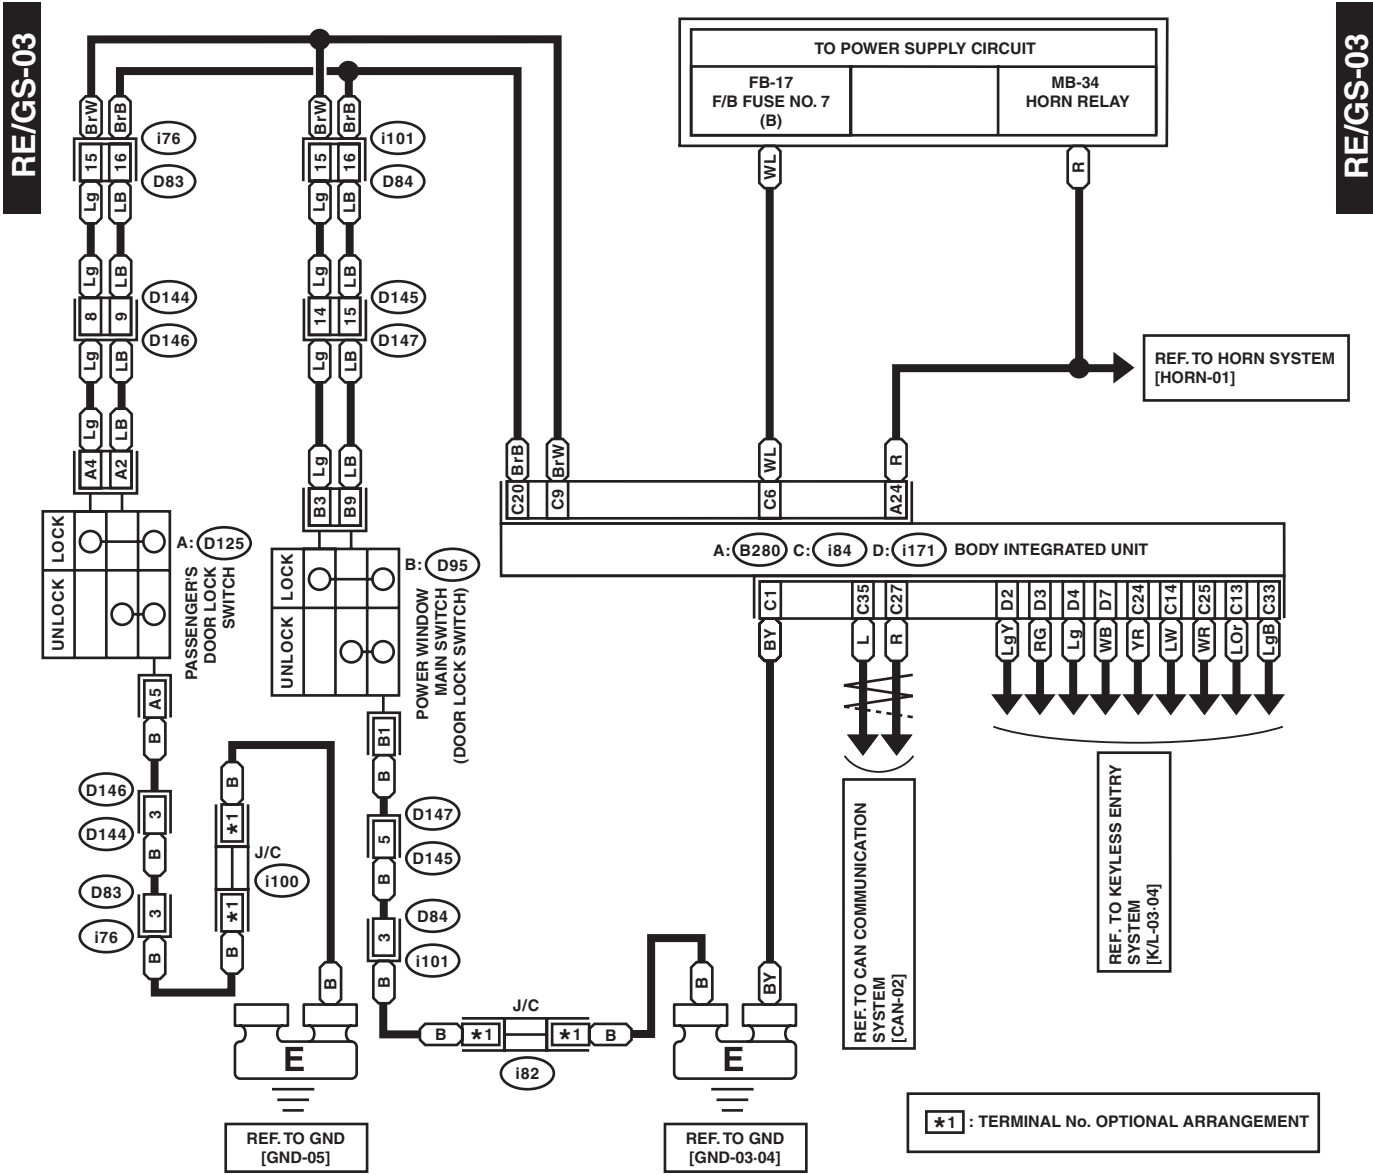 RE/GS-03
RE/GS-03
TO POWER SUPPLY CIRCUIT
FB-17
F/B FUSE NO. 7
(B)
MB-34
HORN RELAY
BrW
BrB
BrW
BrB
i76
i101
15
16
15
16
D83
D84
WL
R
Lg
LB
Lg
LB
Lg
LB
Lg
LB
D144
D145
8
9
14
15
D146
D147
Lg
LB
Lg
LB
REF. TO HORN SYSTEM
[HORN-01]
Lg
LB
Lg
LB
BrB
BrW
WL
R
A4
A2
B3
B9
C20
C9
C6
A24
LOCK
UNLOCK
A: D125
PASSENGER'S
DOOR LOCK
SWITCH
LOCK
UNLOCK
B: D95
POWER WINDOW
MAIN SWITCH
(DOOR LOCK SWITCH)
A: B280 C: i84 D: i171 BODY INTEGRATED UNIT
C1
C35
C27
D2
D3
D4
D7
C24
C14
C25
C13
C33
BY
L
R
LgY
RG
Lg
WB
YR
LW
WR
LOr
LgB
A5
B
B1
B
D146
3
D144
B
D83
3
i76
B
B
*1
J/C
i100
*1
B
B
D147
5
D145
B
D84
3
i101
B
REF. TO CAN COMMUNICATION
SYSTEM
[CAN-02]
REF. TO KEYLESS ENTRY
SYSTEM
[K/L-03·04]
B
BY
J/C
B
*1
*1
B
i82
E
E
REF. TO GND
[GND-05]
REF. TO GND
[GND-03·04]
*1 : TERMINAL No. OPTIONAL ARRANGEMENT